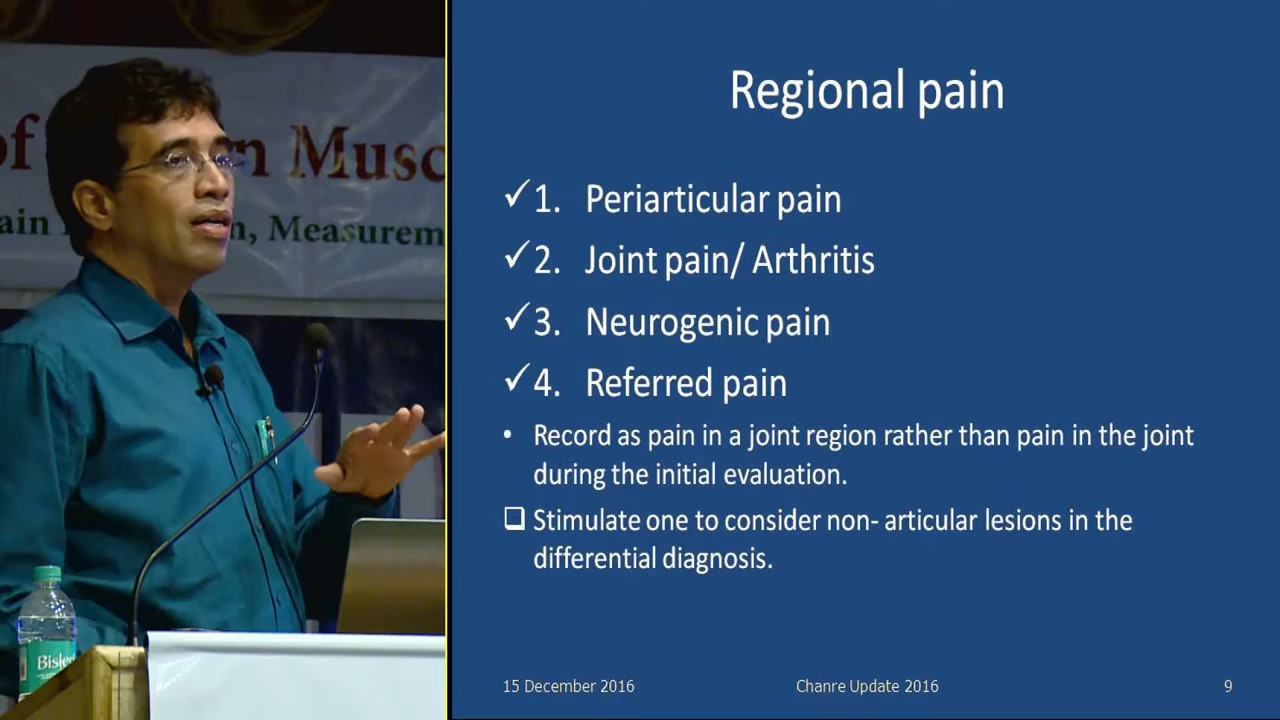 of
Musc
ain
n, Measurem
Bisle
Regional pain
✓ 1. Periarticular pain
✓ 2. Joint pain/ Arthritis
✓ 3. Neurogenic pain
✓ 4. Referred pain
• Record as pain in a joint region rather than pain in the joint
during the initial evaluation.
❑ Stimulate one to consider non- articular lesions in the
differential diagnosis.
15 December 2016 Chanre Update 2016 9